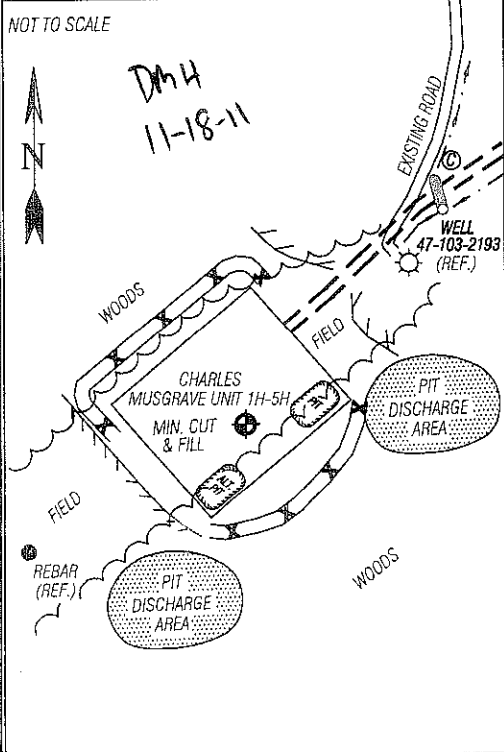 NOT TO SCALE
DMH
11-18-11
N
EXISTING ROAD
C
WELL
47-103-2193
(REF.)
WOODS
FIELD
CHARLES
MUSGRAVE UNIT 1H-5H
MIN. CUT
& FILL
PIT
ALT.
PIT
PIT
DISCHARGE
AREA
FIELD
REBAR
(REF.)
PIT
DISCHARGE
AREA
WOODS